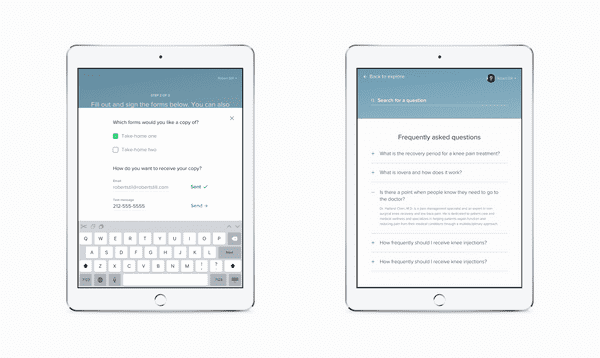 STEP 2 OF 3
Fill out and sign the forms below. You can also
Which forms would you like a copy of?
Take-home one
Take-home two
How do you want to receive your copy?
Email
Sent
Text message
212-555-5555
Send
Q W E R T Y U I O P
A S D F G H J K L
Z X C V B N M ! ?
Back to explore
Search for a question
Frequently asked questions
+ What is the recovery period for a knee pain treatment?
+ What is iovera and how does it work?
– Is there a point when people know they need to go to
the doctor?
+ How frequently should I receive knee injections?
+ How frequently should I receive knee injections?